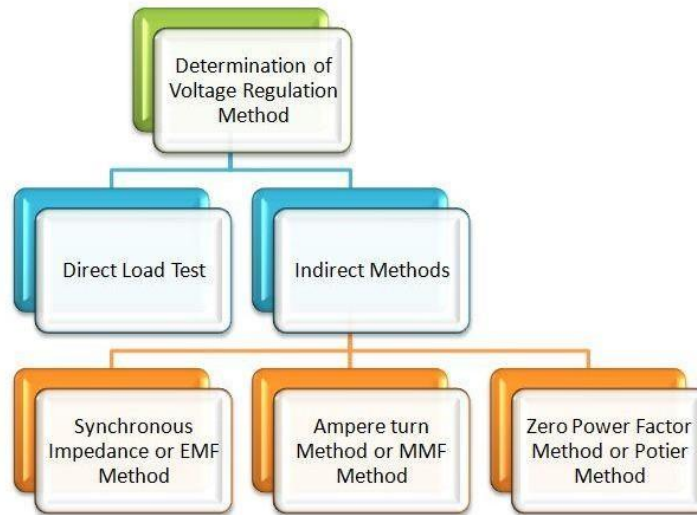 Determination of
Voltage Regulation
Method
Direct Load Test
Indirect Methods
Synchronous
Impedance or EMF
Method
Ampere turn
Method or MMF
Method
Zero Power Factor
Method or Potier
Method